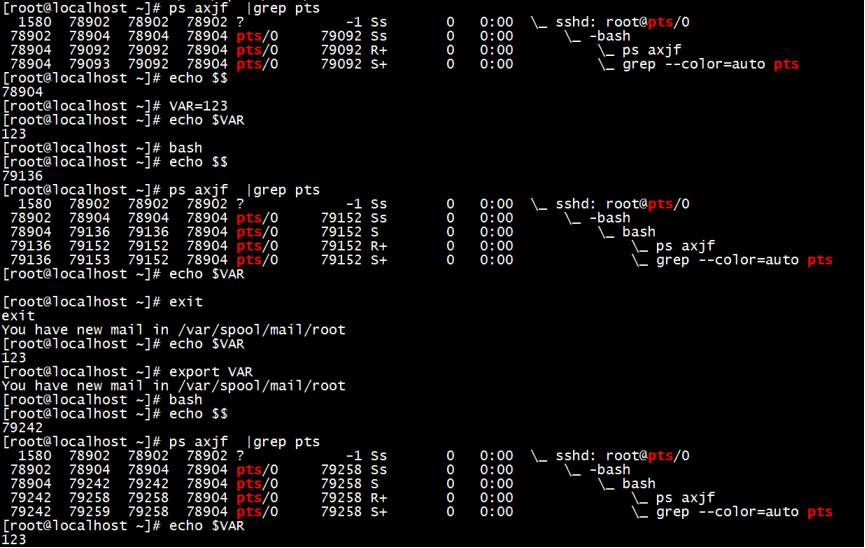 [root@localhost ~]# ps axjf  |grep pts
  1580  78902  78902  78902 ?            -1 Ss       0   0:00  \_ sshd: root@pts/0
 78902  78904  78904  78904 pts/0     79092 Ss       0   0:00      \_ -bash
 78904  79092  79092  78904 pts/0     79092 R+       0   0:00          \_ ps axjf
 78904  79093  79092  78904 pts/0     79092 S+       0   0:00          \_ grep --color=auto pts
[root@localhost ~]# echo $$
78904
[root@localhost ~]# VAR=123
[root@localhost ~]# echo $VAR
123
[root@localhost ~]# bash
[root@localhost ~]# echo $$
79136
[root@localhost ~]# ps axjf  |grep pts
  1580  78902  78902  78902 ?            -1 Ss       0   0:00  \_ sshd: root@pts/0
 78902  78904  78904  78904 pts/0     79152 Ss       0   0:00      \_ -bash
 78904  79136  79136  78904 pts/0     79152 S        0   0:00          \_ bash
 79136  79152  79152  78904 pts/0     79152 R+       0   0:00              \_ ps axjf
 79136  79153  79152  78904 pts/0     79152 S+       0   0:00              \_ grep --color=auto pts
[root@localhost ~]# echo $VAR

[root@localhost ~]# exit
exit
You have new mail in /var/spool/mail/root
[root@localhost ~]# echo $VAR
123
[root@localhost ~]# export VAR
You have new mail in /var/spool/mail/root
[root@localhost ~]# bash
[root@localhost ~]# echo $$
79242
[root@localhost ~]# ps axjf  |grep pts
  1580  78902  78902  78902 ?            -1 Ss       0   0:00  \_ sshd: root@pts/0
 78902  78904  78904  78904 pts/0     79258 Ss       0   0:00      \_ -bash
 78904  79242  79242  78904 pts/0     79258 S        0   0:00          \_ bash
 79242  79258  79258  78904 pts/0     79258 R+       0   0:00              \_ ps axjf
 79242  79259  79258  78904 pts/0     79258 S+       0   0:00              \_ grep --color=auto pts
[root@localhost ~]# echo $VAR
123